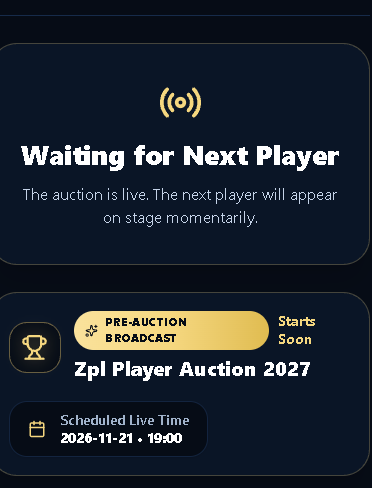 Waiting for Next Player
The auction is live. The next player will appear
on stage momentarily.
PRE-AUCTION
BROADCAST
Starts
Soon
Zpl Player Auction 2027
Scheduled Live Time
2026-11-21 • 19:00